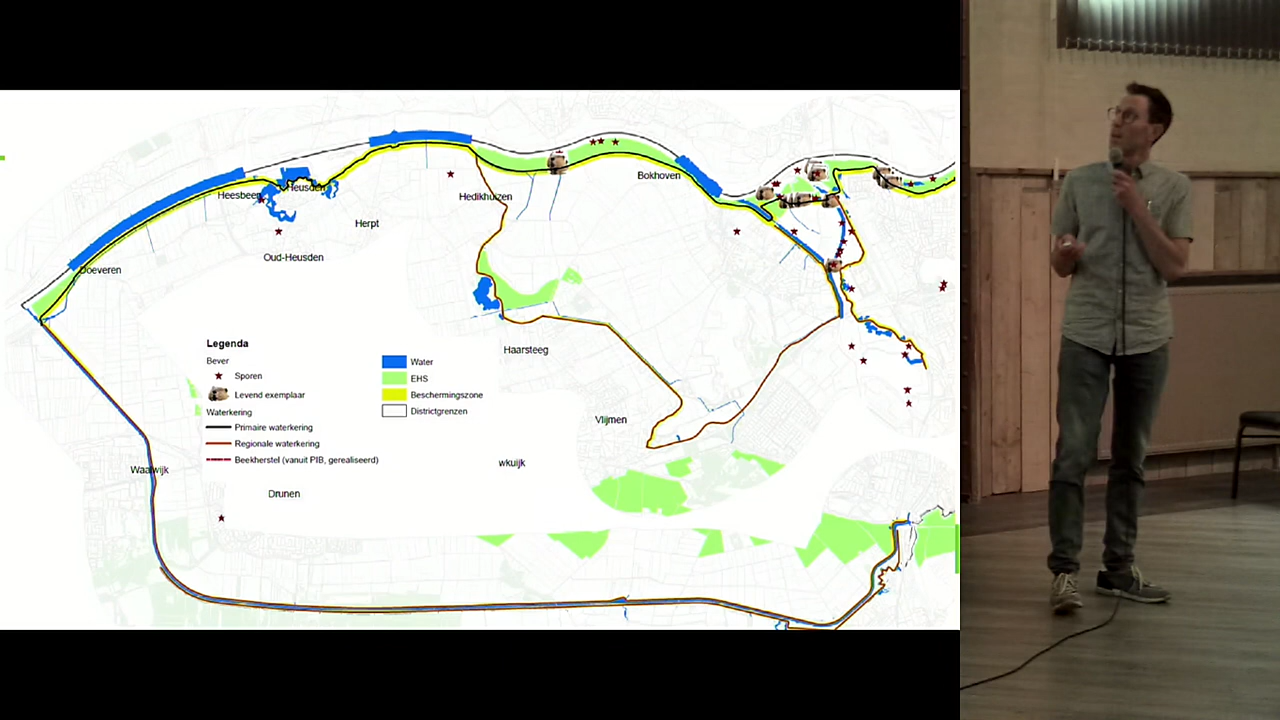 Heusden
Heesbeen
Bokhoven
Hedikhuizen
Herpt
Oud-Heusden
Doeveren
Legenda
Bever
Sporen
Levend exemplaar
Waterkering
Primaire waterkering
Regionale waterkering
Beekherstel (vanuit PIB, gerealiseerd)
Water
EHS
Beschermingszone
Districtgrenzen
Haarsteeg
Vlijmen
Waalwijk
wkuijk
Drunen